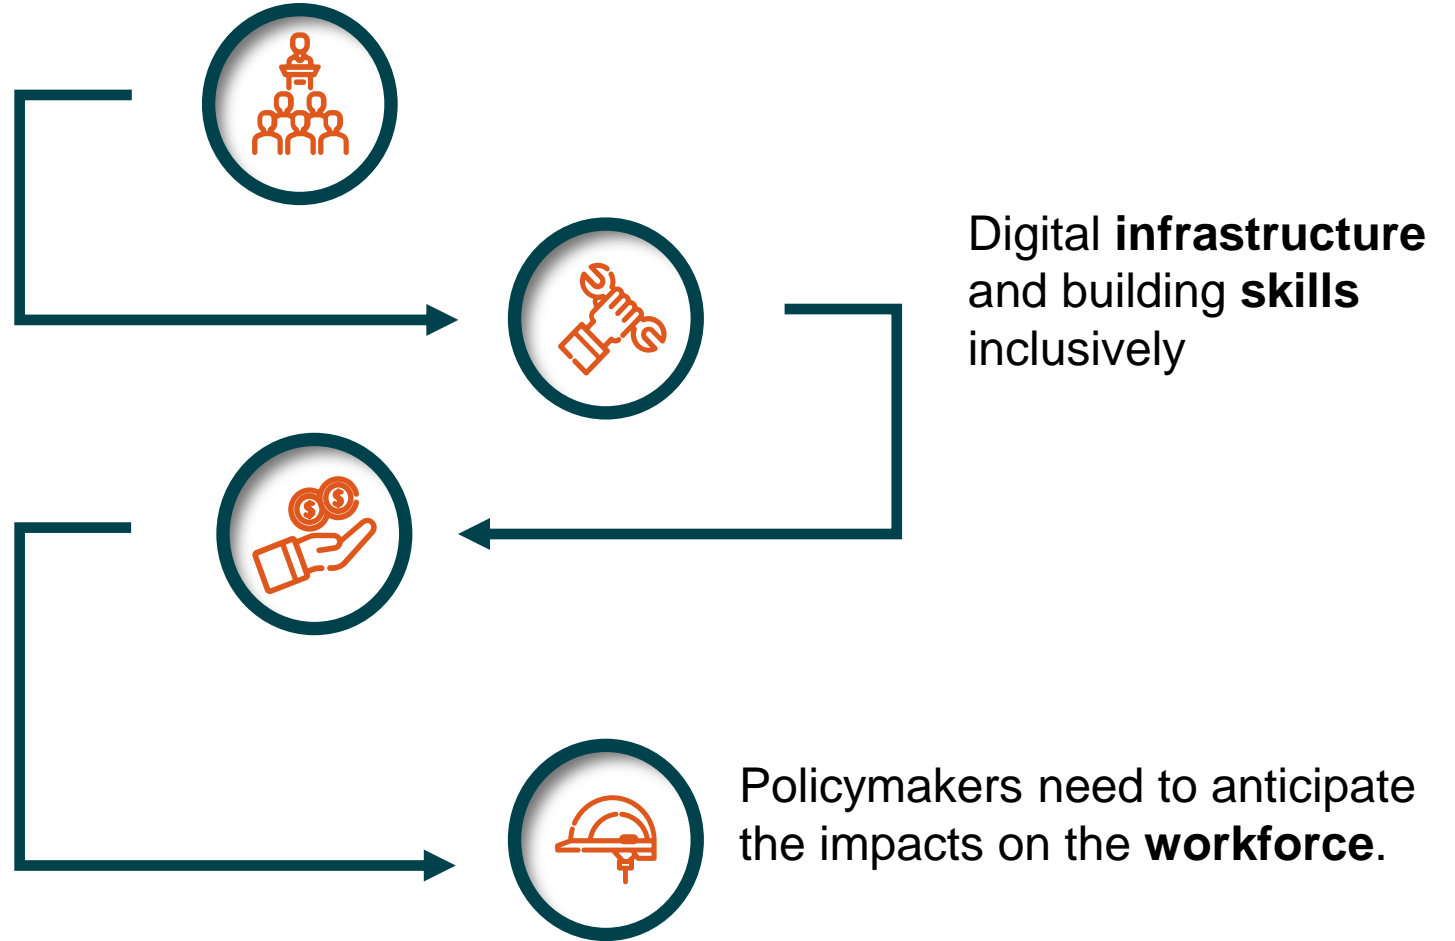 Digital infrastructure
and building skills
inclusively
$ $
Policymakers need to anticipate
the impacts on the workforce.